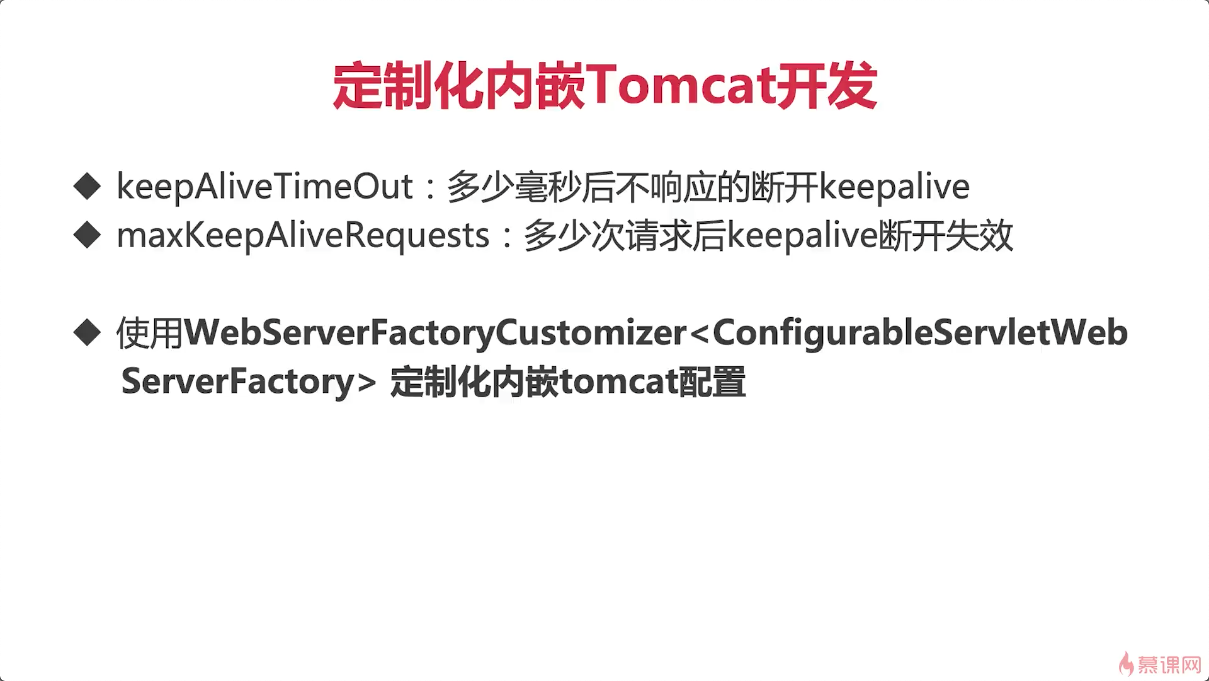 定制化内嵌Tomcat开发
◆ keepAliveTimeOut：多少毫秒后不响应的断开keepalive
◆ maxKeepAliveRequests：多少次请求后keepalive断开失效
◆ 使用WebServerFactoryCustomizer<ConfigurableServletWeb
ServerFactory> 定制化内嵌tomcat配置
慕课网